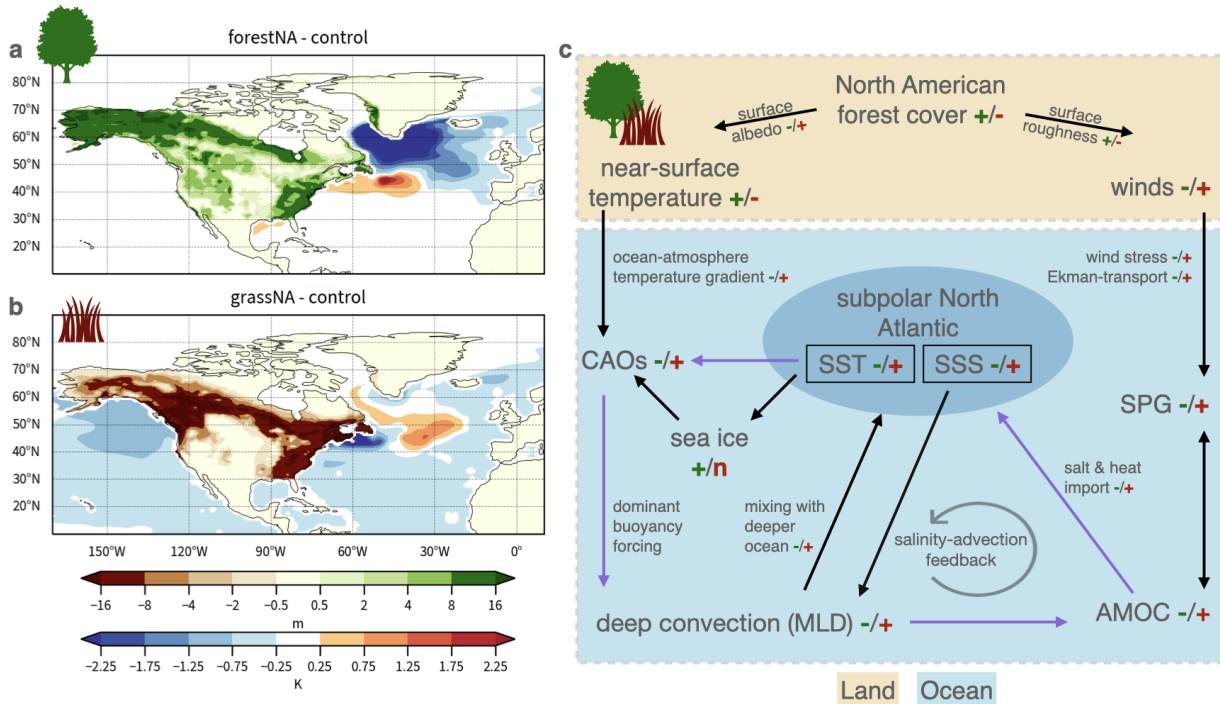 a
forestNA - control
80°N
70°N
60°N
50°N
40°N
30°N
20°N
b
grassNA - control
80°N
70°N
60°N
50°N
40°N
30°N
20°N
150°W 120°W 90°W 60°W 30°W 0°
−16 −8 −4 −2 −0.5 0.5 2 4 8 16
m
−2.25 −1.75 −1.25 −0.75 −0.25 0.25 0.75 1.25 1.75 2.25
K
c
North American
forest cover +/-
surface
albedo -/+
surface
roughness +/-
near-surface
temperature +/-
winds -/+
ocean-atmosphere
temperature gradient -/+
wind stress -/+
Ekman-transport -/+
subpolar North
Atlantic
CAOs -/+
SST -/+
SSS -/+
SPG -/+
sea ice
+/n
salt & heat
import -/+
dominant
buoyancy
forcing
mixing with
deeper
ocean -/+
salinity-advection
feedback
deep convection (MLD) -/+
AMOC -/+
Land
Ocean